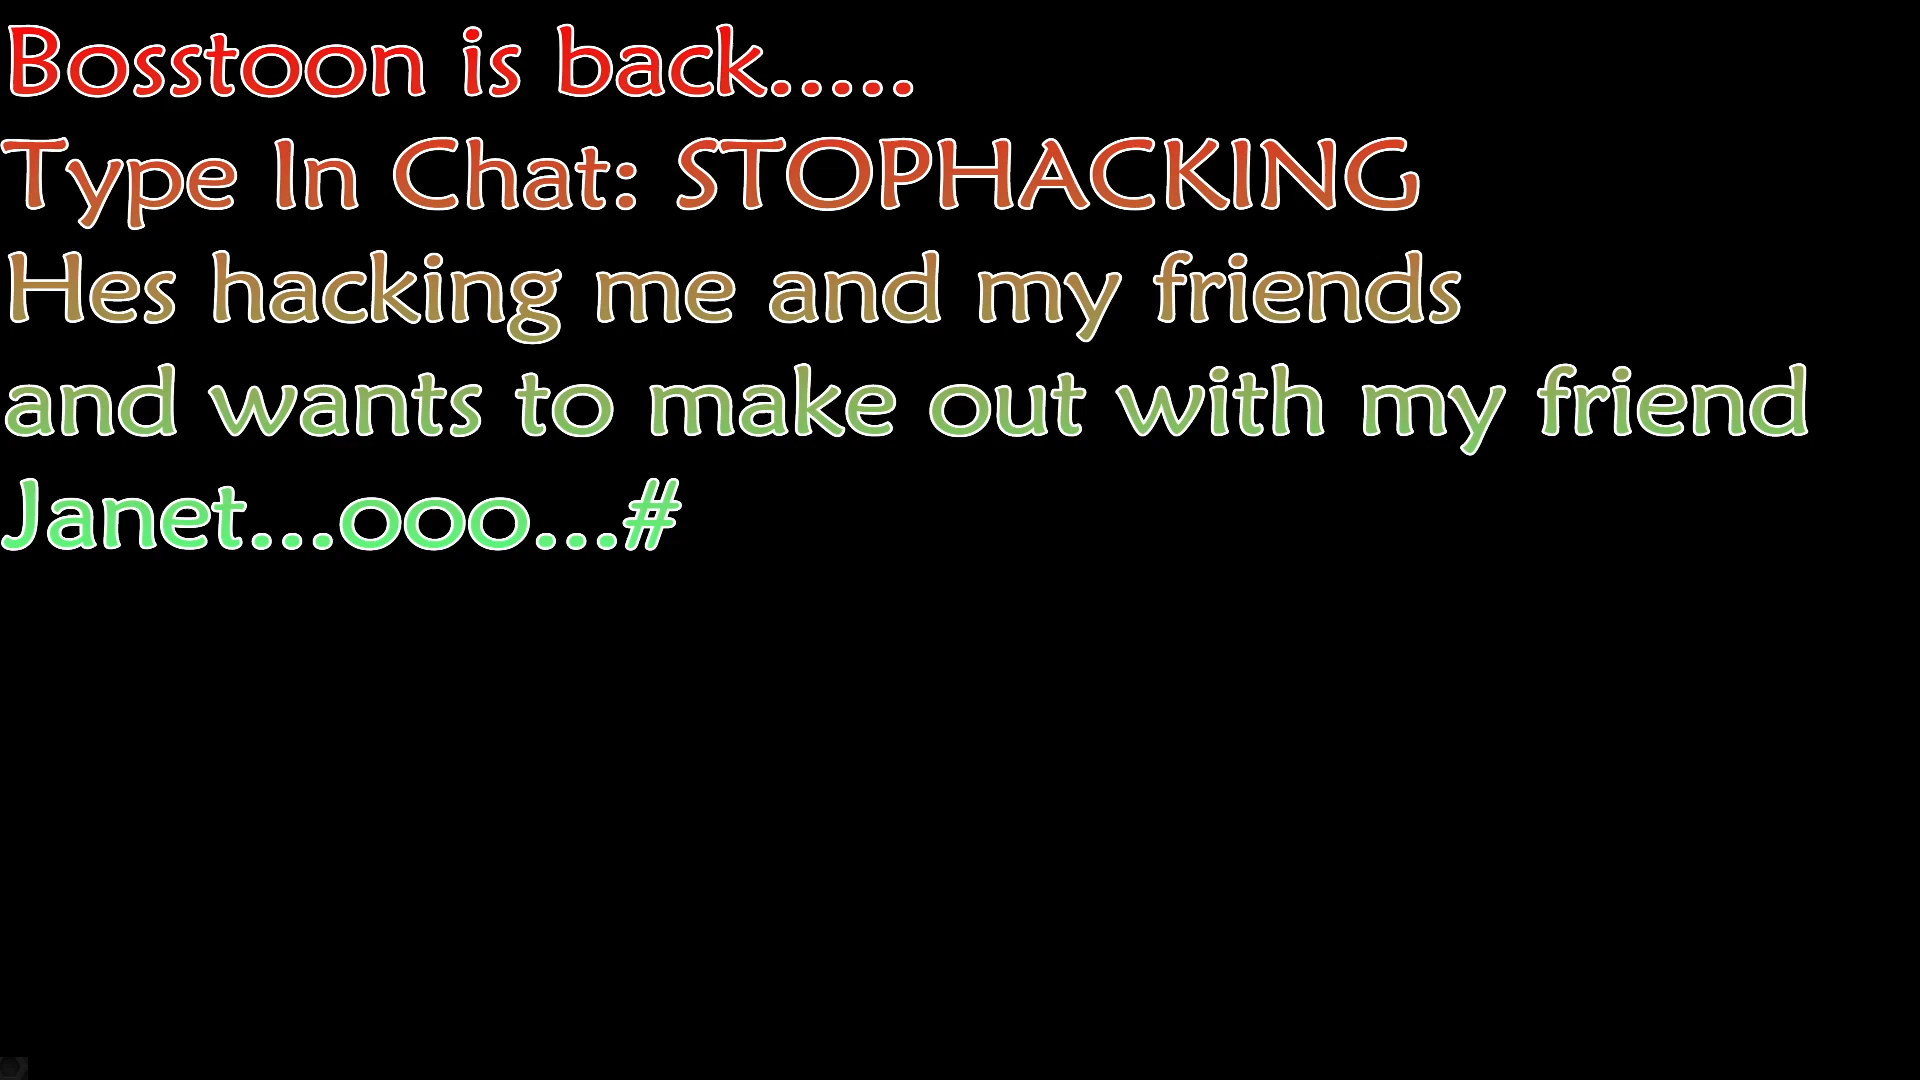 Bosstoon is back.....
Type In Chat: STOPHACKING
Hes hacking me and my friends
and wants to make out with my friend
Janet...ooo...#